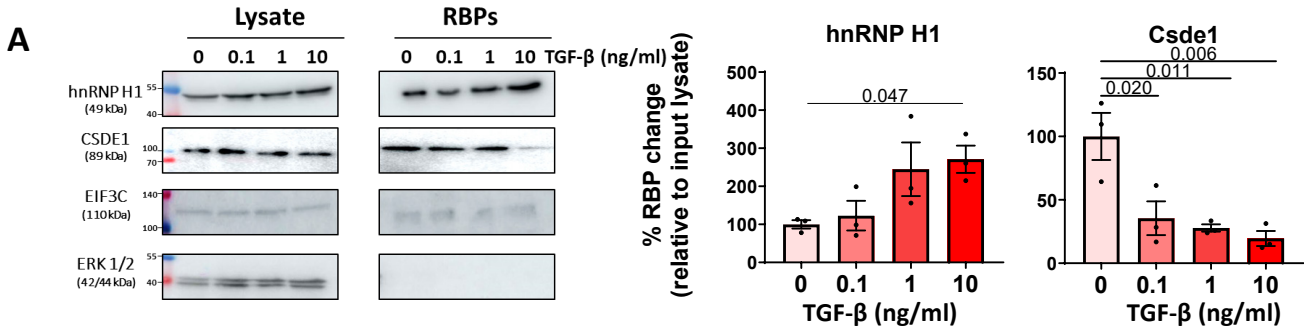 A
Lysate
RBPs
0 0.1 1 10
0 0.1 1 10 TGF-β (ng/ml)
hnRNP H1
(49 kDa)
55
40
CSDE1
(89 kDa)
100
70
EIF3C
(110 kDa)
140
100
ERK 1/2
(42/44 kDa)
55
40
% RBP change
(relative to input lysate)
hnRNP H1
500
400
300
200
100
0
0.047
0 0.1 1 10
TGF-β (ng/ml)
Csde1
150
100
50
0
0.006
0.011
0.020
0 0.1 1 10
TGF-β (ng/ml)